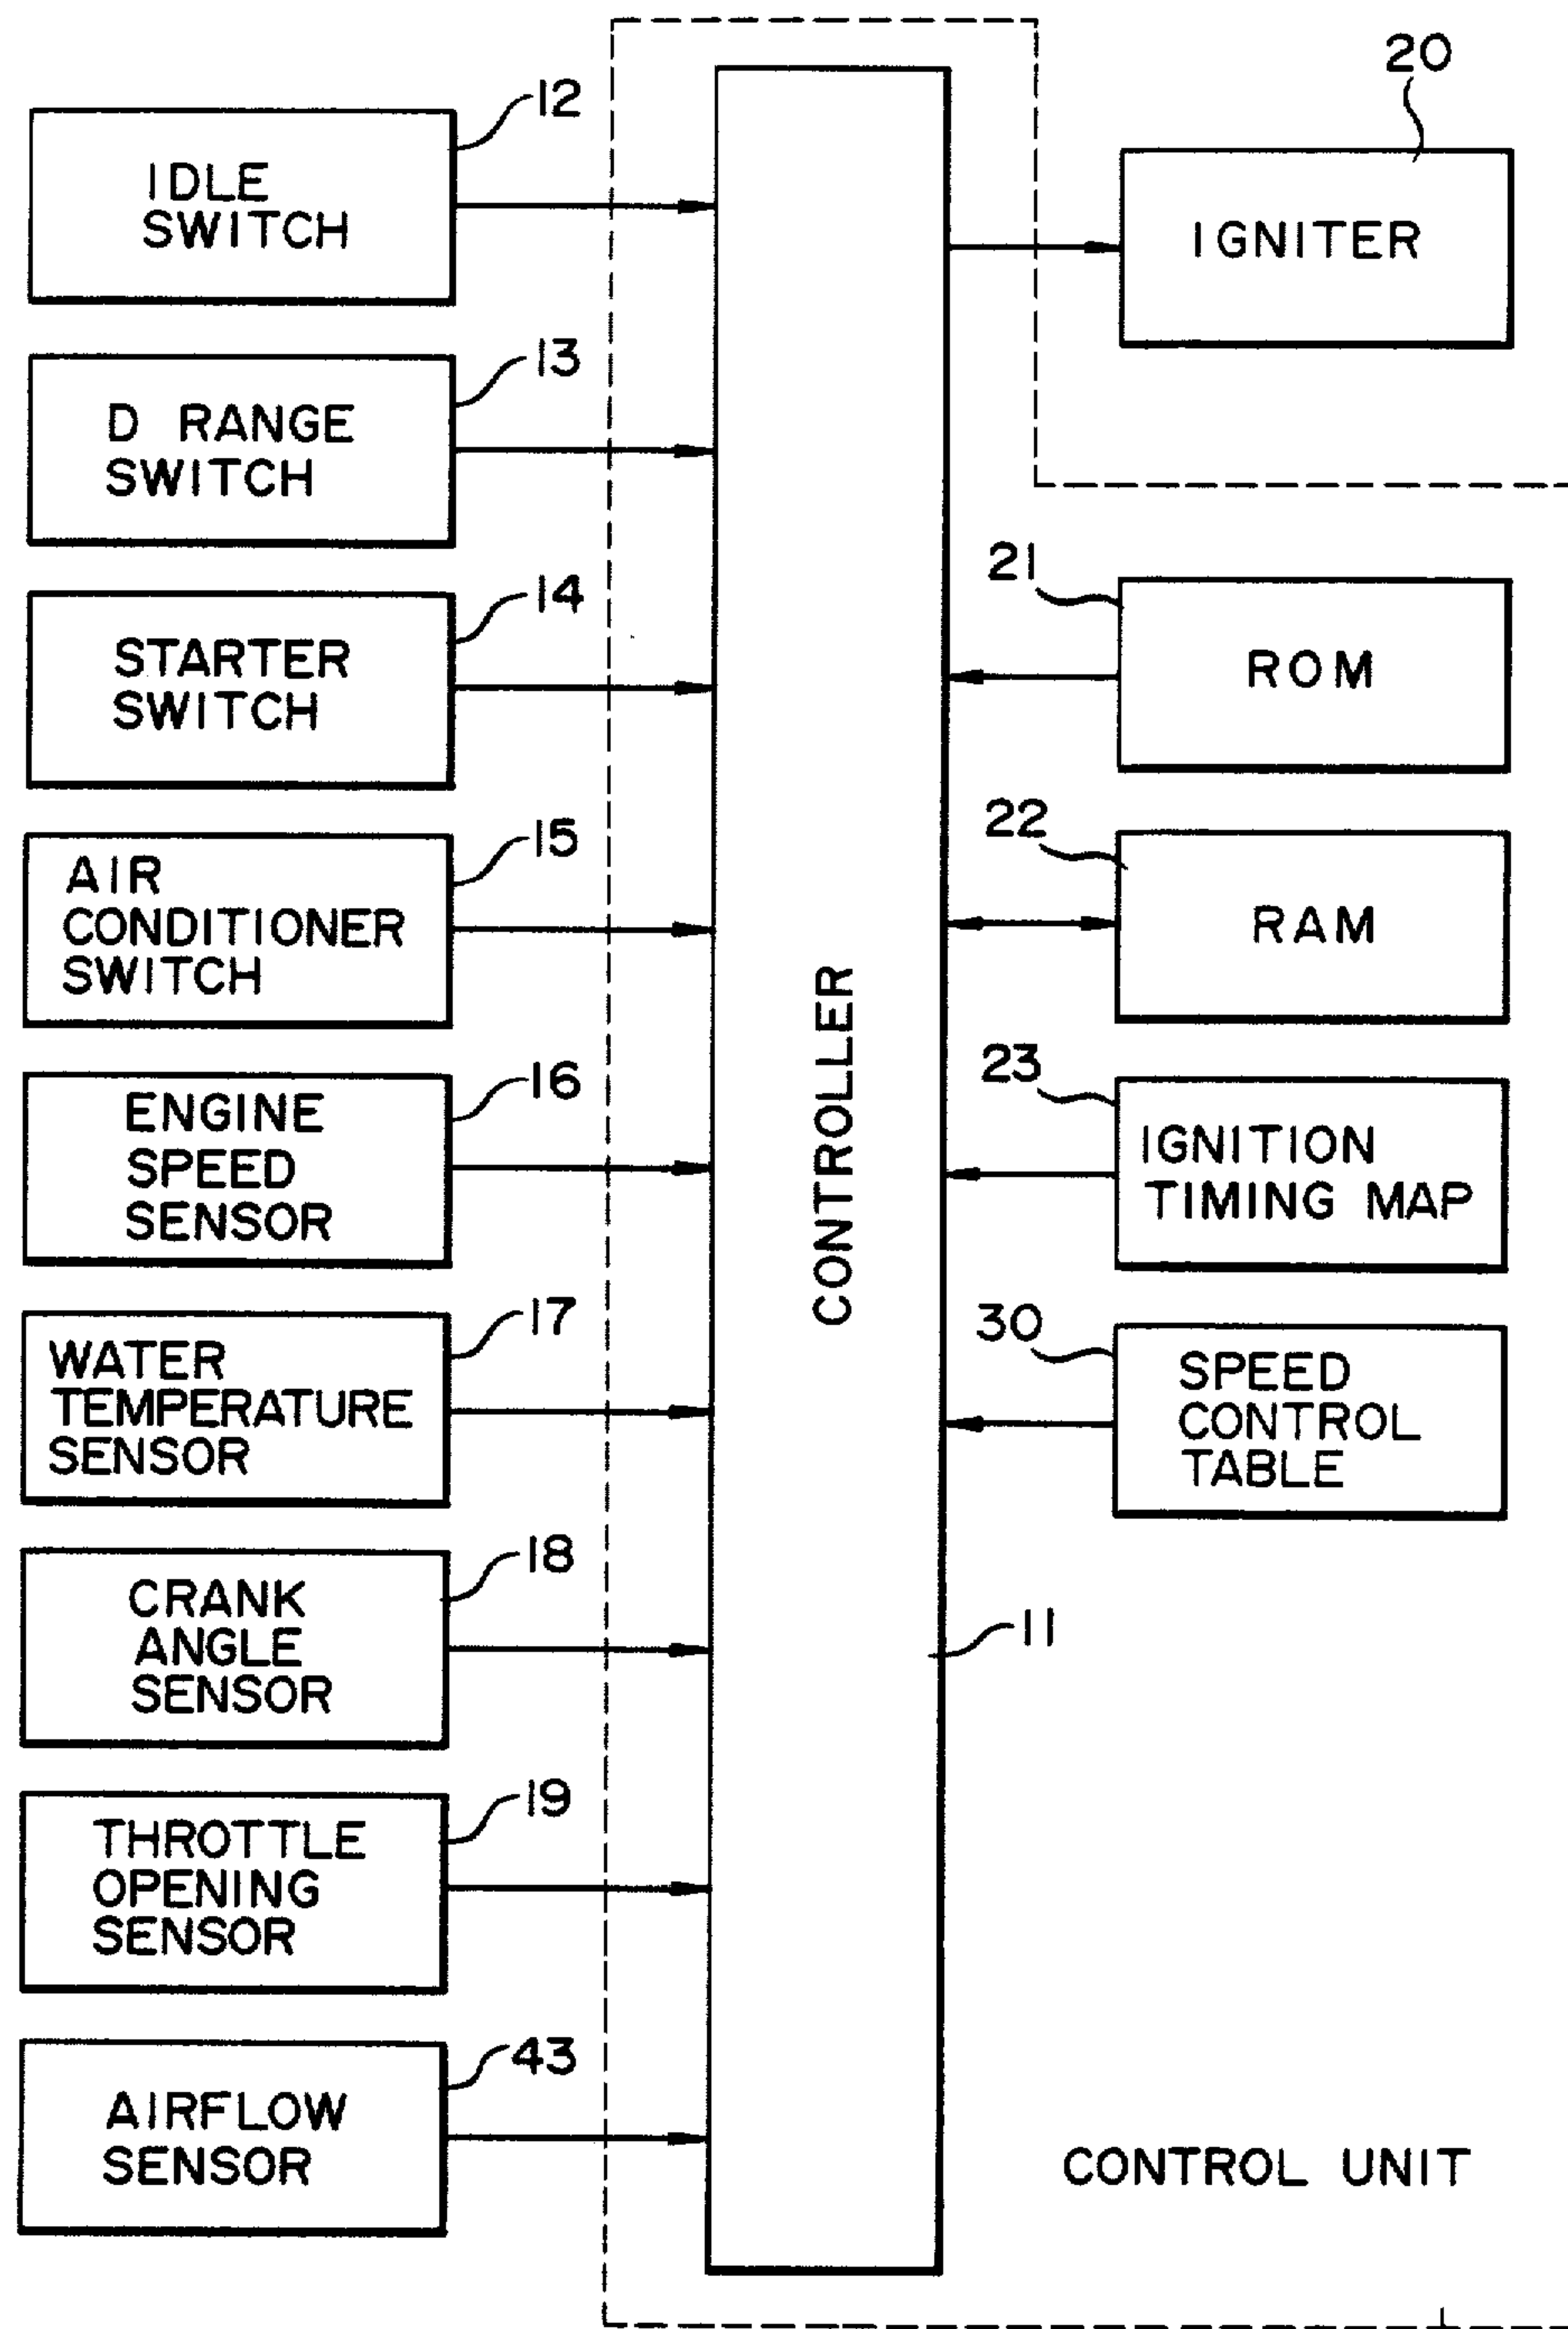 12
IDLE
SWITCH
13
D RANGE
SWITCH
14
STARTER
SWITCH
15
AIR
CONDITIONER
SWITCH
16
ENGINE
SPEED
SENSOR
17
WATER
TEMPERATURE
SENSOR
18
CRANK
ANGLE
SENSOR
19
THROTTLE
OPENING
SENSOR
43
AIRFLOW
SENSOR
CONTROLLER
11
20
IGNITER
21
ROM
22
RAM
23
IGNITION
TIMING MAP
30
SPEED
CONTROL
TABLE
CONTROL UNIT